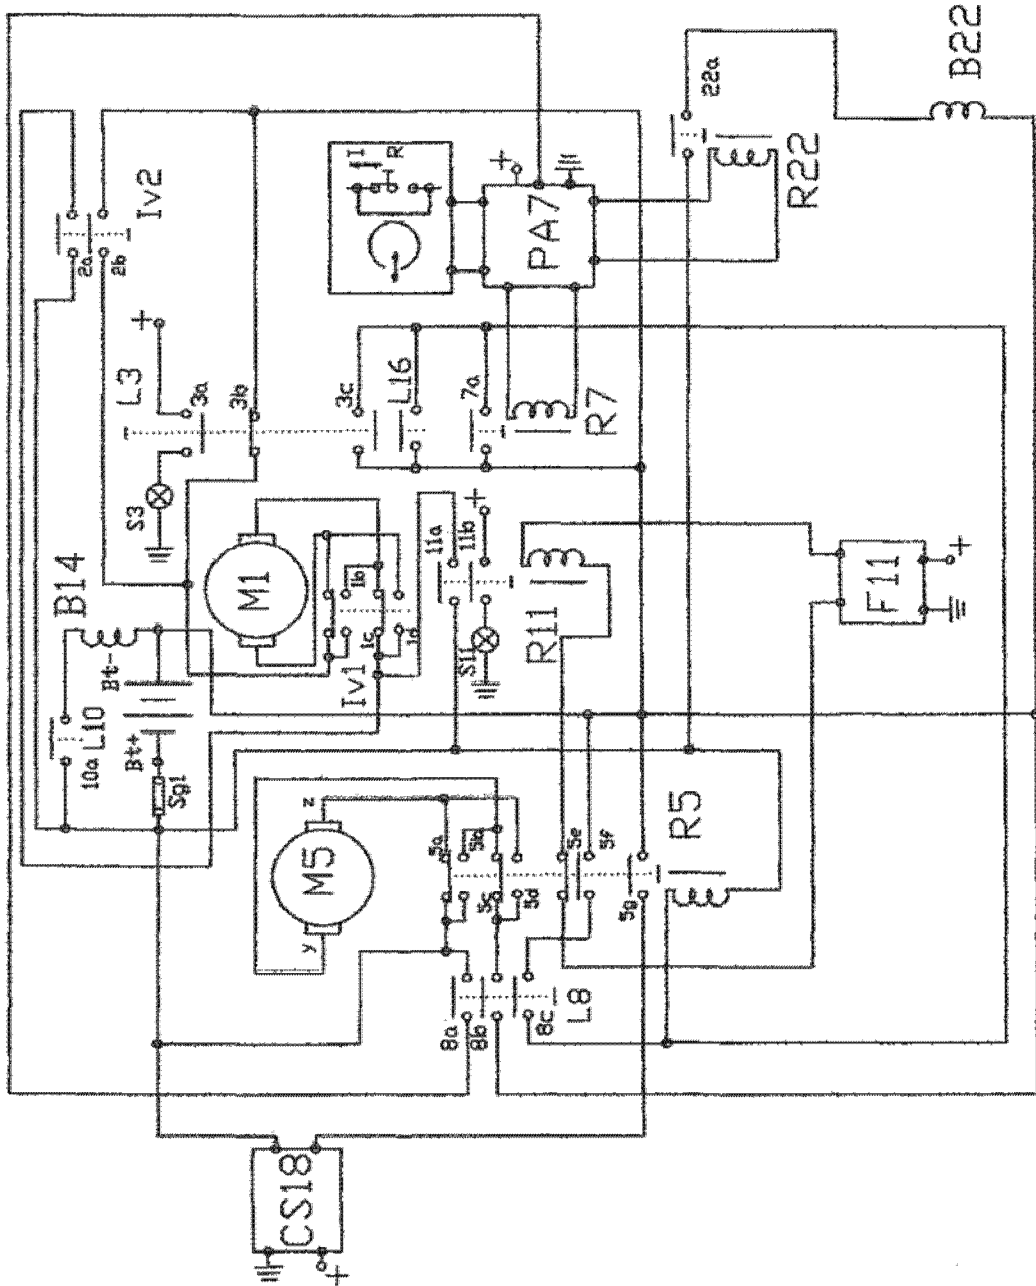 B22
22a
R22
Iv2
2a
2b
I
R
PA7
+
L3
+
3a
3b
3c
L16
7a
R7
S3
B14
M1
1b
1c
1d
Iv1
11a
11b
+
S11
R11
F11
+
Bt-
L10
10a
Bt+
Sg1
z
M5
y
5a
5b
5c
5d
5e
5f
5g
R5
8a
8b
8c
L8
CS18
+